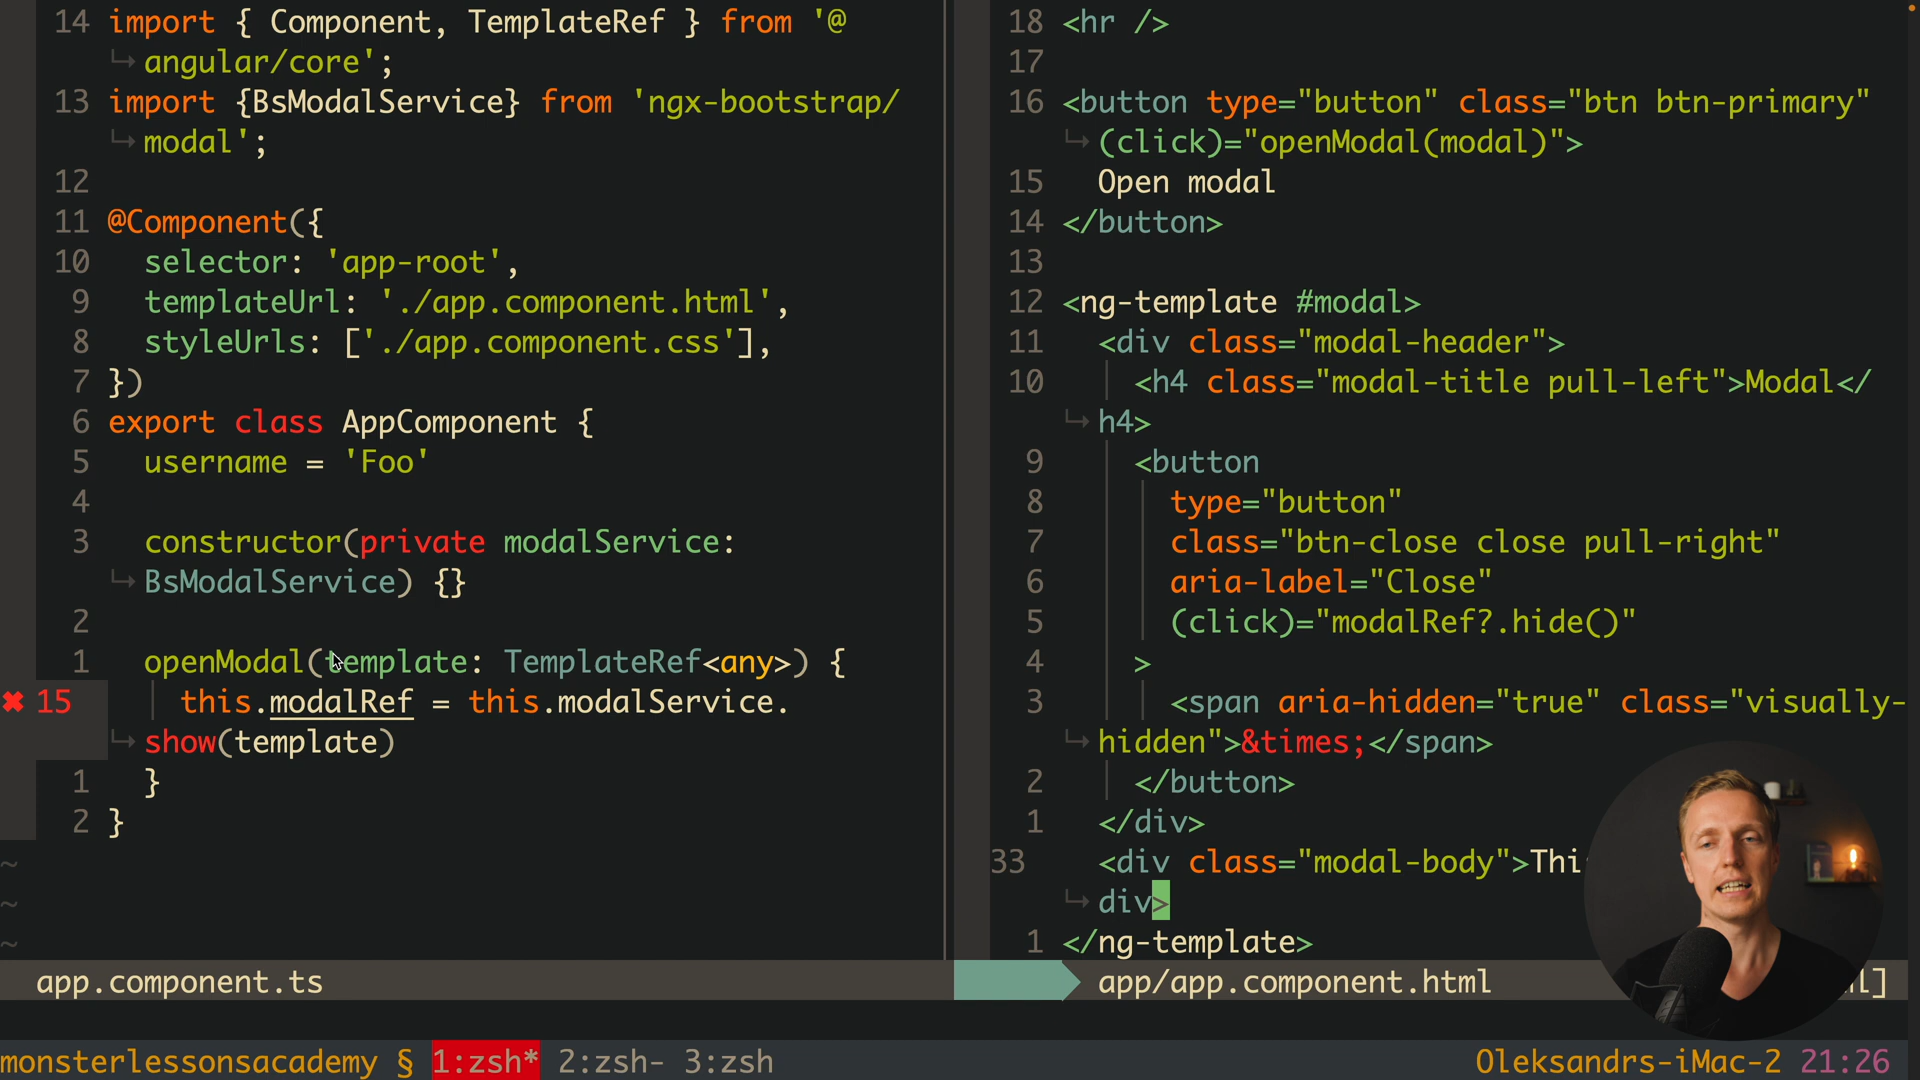 14 import { Component, TemplateRef } from '@
↪ angular/core';
13 import {BsModalService} from 'ngx-bootstrap/
↪ modal';
12
11 @Component({
10 selector: 'app-root',
9 templateUrl: './app.component.html',
8 styleUrls: ['./app.component.css'],
7 })
6 export class AppComponent {
5 username = 'Foo'
4
3 constructor(private modalService:
↪ BsModalService) {}
2
1 openModal(template: TemplateRef<any>) {
✖ 15 this.modalRef = this.modalService.
↪ show(template)
1 }
2 }
~
~
~
app.component.ts
18 <hr />
17
16 <button type="button" class="btn btn-primary"
↪ (click)="openModal(modal)">
15 Open modal
14 </button>
13
12 <ng-template #modal>
11 <div class="modal-header">
10 <h4 class="modal-title pull-left">Modal</
↪ h4>
9 <button
8 type="button"
7 class="btn-close close pull-right"
6 aria-label="Close"
5 (click)="modalRef?.hide()"
4 >
3 <span aria-hidden="true" class="visually-
↪ hidden">&times;</span>
2 </button>
1 </div>
33 <div class="modal-body">Thi
↪ div>
1 </ng-template>
app/app.component.html l]
monsterlessonsacademy § 1:zsh* 2:zsh- 3:zsh Oleksandrs-iMac-2 21:26